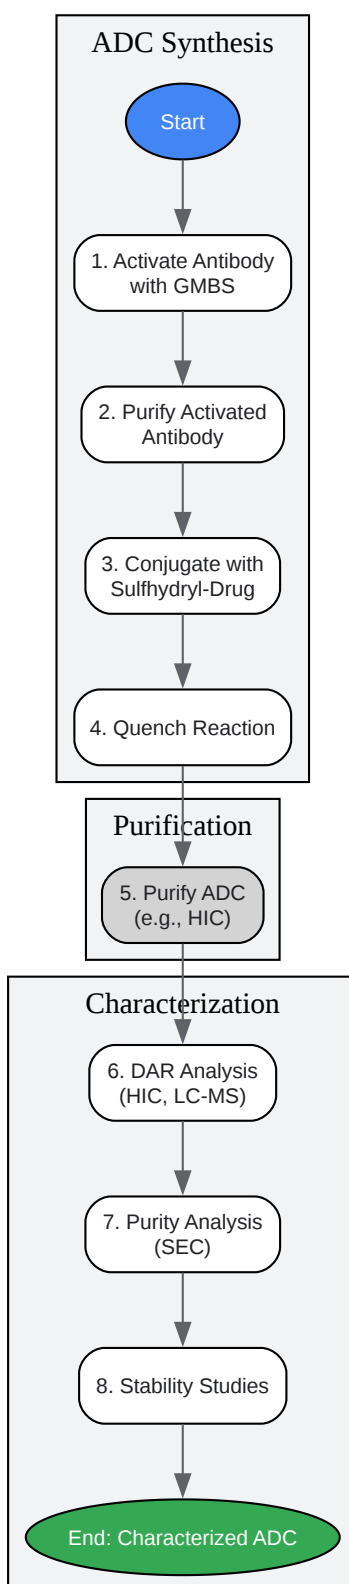 ADC Synthesis
Start
1. Activate Antibody
with GMBS
2. Purify Activated
Antibody
3. Conjugate with
Sulfhydryl-Drug
4. Quench Reaction
Purification
5. Purify ADC
(e.g., HIC)
Characterization
6. DAR Analysis
(HIC, LC-MS)
7. Purity Analysis
(SEC)
8. Stability Studies
End: Characterized ADC